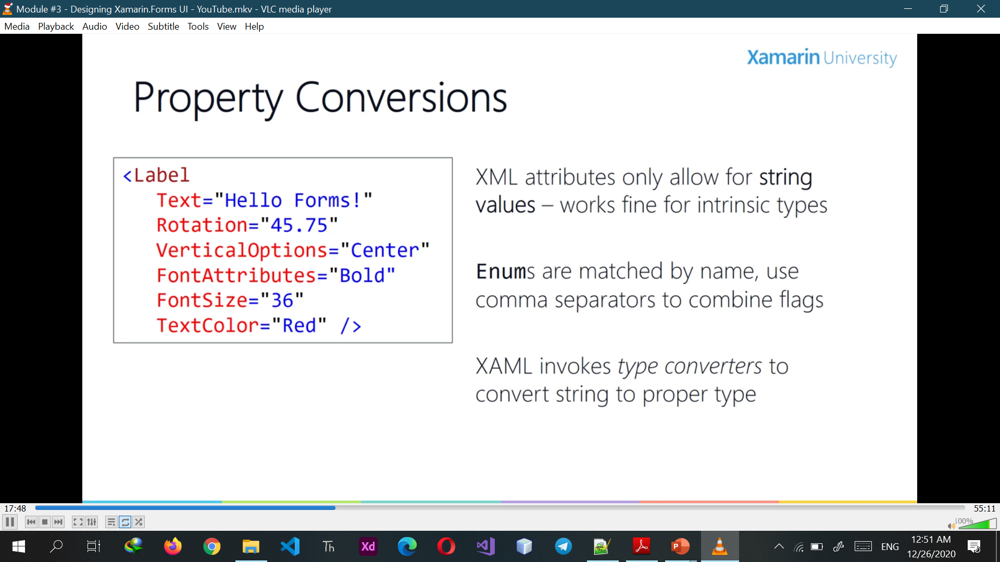 Module #3 - Designing Xamarin.Forms UI - YouTube.mkv - VLC media player
Media Playback Audio Video Subtitle Tools View Help
Xamarin University
Property Conversions
<Label
Text="Hello Forms!"
Rotation="45.75"
VerticalOptions="Center"
FontAttributes="Bold"
FontSize="36"
TextColor="Red" />
XML attributes only allow for string
values – works fine for intrinsic types
Enums are matched by name, use
comma separators to combine flags
XAML invokes type converters to
convert string to proper type
17:48
55:11
100%
Th
Xd
ENG
12:51 AM
12/26/2020